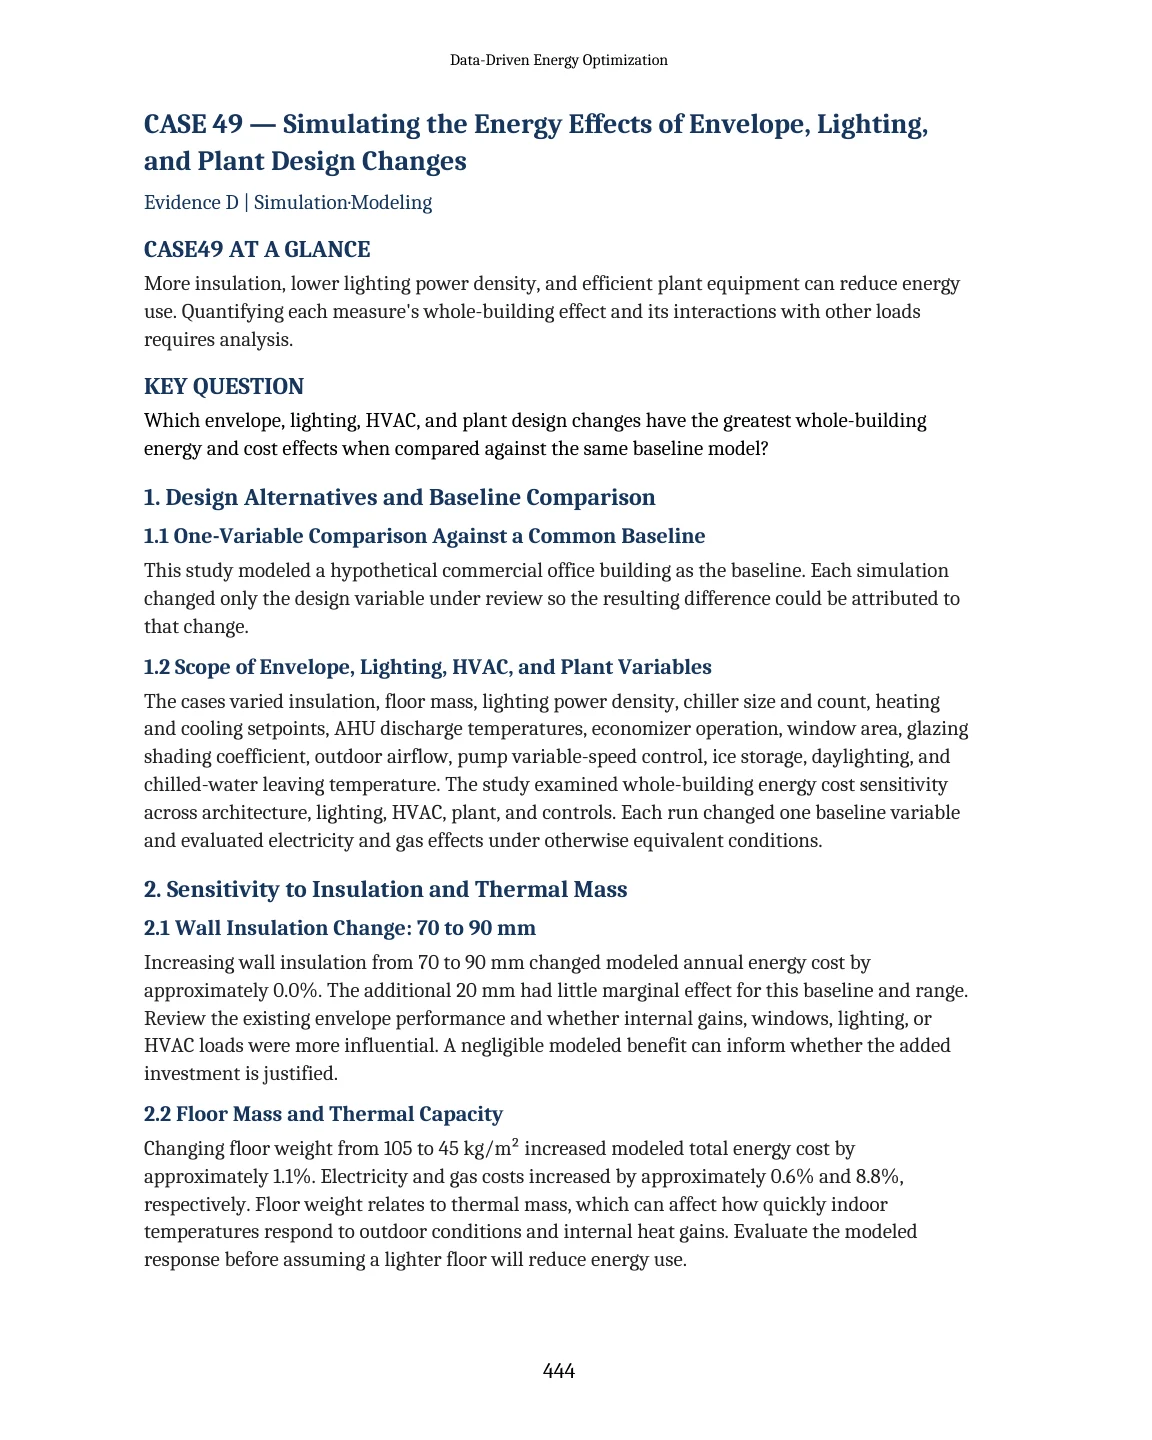 Data-Driven Energy Optimization
CASE 49 — Simulating the Energy Effects of Envelope, Lighting,
and Plant Design Changes
Evidence D | Simulation·Modeling
CASE49 AT A GLANCE
More insulation, lower lighting power density, and efficient plant equipment can reduce energy
use. Quantifying each measure's whole-building effect and its interactions with other loads
requires analysis.
KEY QUESTION
Which envelope, lighting, HVAC, and plant design changes have the greatest whole-building
energy and cost effects when compared against the same baseline model?
1. Design Alternatives and Baseline Comparison
1.1 One-Variable Comparison Against a Common Baseline
This study modeled a hypothetical commercial office building as the baseline. Each simulation
changed only the design variable under review so the resulting difference could be attributed to
that change.
1.2 Scope of Envelope, Lighting, HVAC, and Plant Variables
The cases varied insulation, floor mass, lighting power density, chiller size and count, heating
and cooling setpoints, AHU discharge temperatures, economizer operation, window area, glazing
shading coefficient, outdoor airflow, pump variable-speed control, ice storage, daylighting, and
chilled-water leaving temperature. The study examined whole-building energy cost sensitivity
across architecture, lighting, HVAC, plant, and controls. Each run changed one baseline variable
and evaluated electricity and gas effects under otherwise equivalent conditions.
2. Sensitivity to Insulation and Thermal Mass
2.1 Wall Insulation Change: 70 to 90 mm
Increasing wall insulation from 70 to 90 mm changed modeled annual energy cost by
approximately 0.0%. The additional 20 mm had little marginal effect for this baseline and range.
Review the existing envelope performance and whether internal gains, windows, lighting, or
HVAC loads were more influential. A negligible modeled benefit can inform whether the added
investment is justified.
2.2 Floor Mass and Thermal Capacity
Changing floor weight from 105 to 45 kg/m² increased modeled total energy cost by
approximately 1.1%. Electricity and gas costs increased by approximately 0.6% and 8.8%,
respectively. Floor weight relates to thermal mass, which can affect how quickly indoor
temperatures respond to outdoor conditions and internal heat gains. Evaluate the modeled
response before assuming a lighter floor will reduce energy use.
444